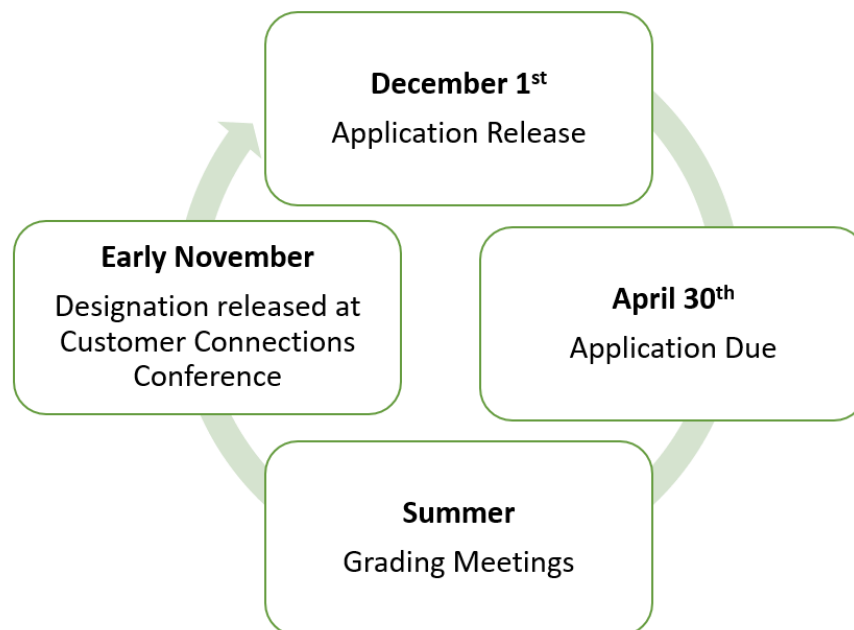 December 1st
Application Release
April 30th
Application Due
Summer
Grading Meetings
Early November
Designation released at
Customer Connections
Conference